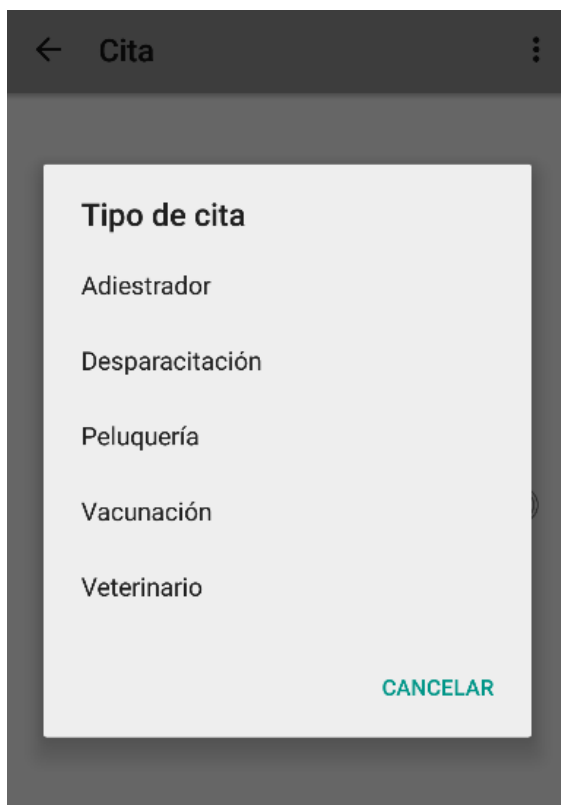 Cita
Tipo de cita
Adiestrador
Desparacitación
Peluquería
Vacunación
Veterinario
CANCELAR